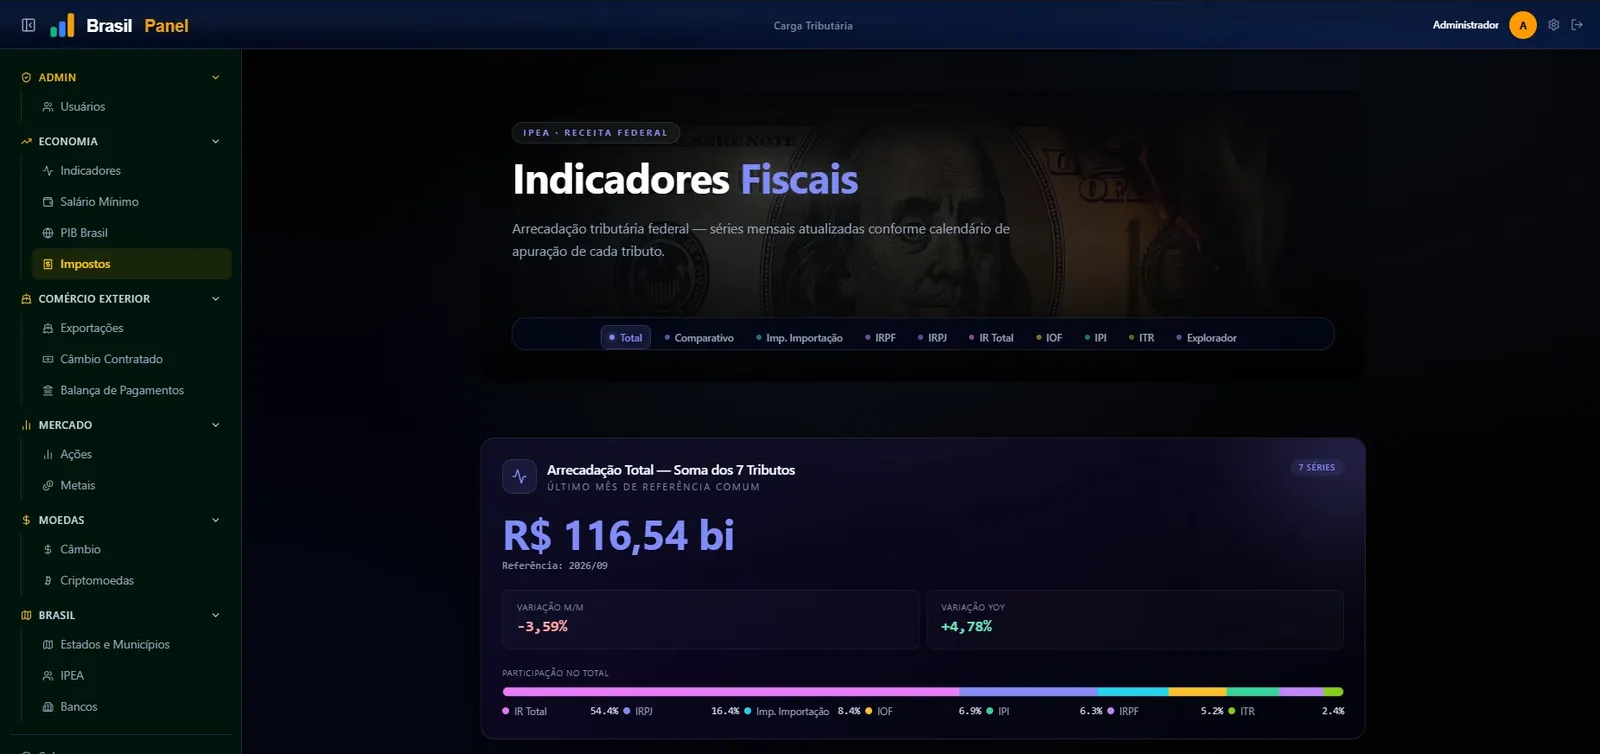 Brasil Panel
Carga Tributária
Administrador
A
ADMIN
Usuários
ECONOMIA
Indicadores
Salário Mínimo
PIB Brasil
Impostos
COMÉRCIO EXTERIOR
Exportações
Câmbio Contratado
Balança de Pagamentos
MERCADO
Ações
Metais
MOEDAS
Câmbio
Criptomoedas
BRASIL
Estados e Municípios
IPEA
Bancos
IPEA · RECEITA FEDERAL
Indicadores Fiscais
Arrecadação tributária federal — séries mensais atualizadas conforme calendário de
apuração de cada tributo.
Total Comparativo Imp. Importação IRPF IRPJ IR Total IOF IPI ITR Explorador
Arrecadação Total — Soma dos 7 Tributos
ÚLTIMO MÊS DE REFERÊNCIA COMUM
7 SÉRIES
R$ 116,54 bi
Referência: 2026/09
VARIAÇÃO M/M
-3,59%
VARIAÇÃO YOY
+4,78%
PARTICIPAÇÃO NO TOTAL
IR Total 54.4% IRPJ 16.4% Imp. Importação 8.4% IOF 6.9% IPI 6.3% IRPF 5.2% ITR 2.4%